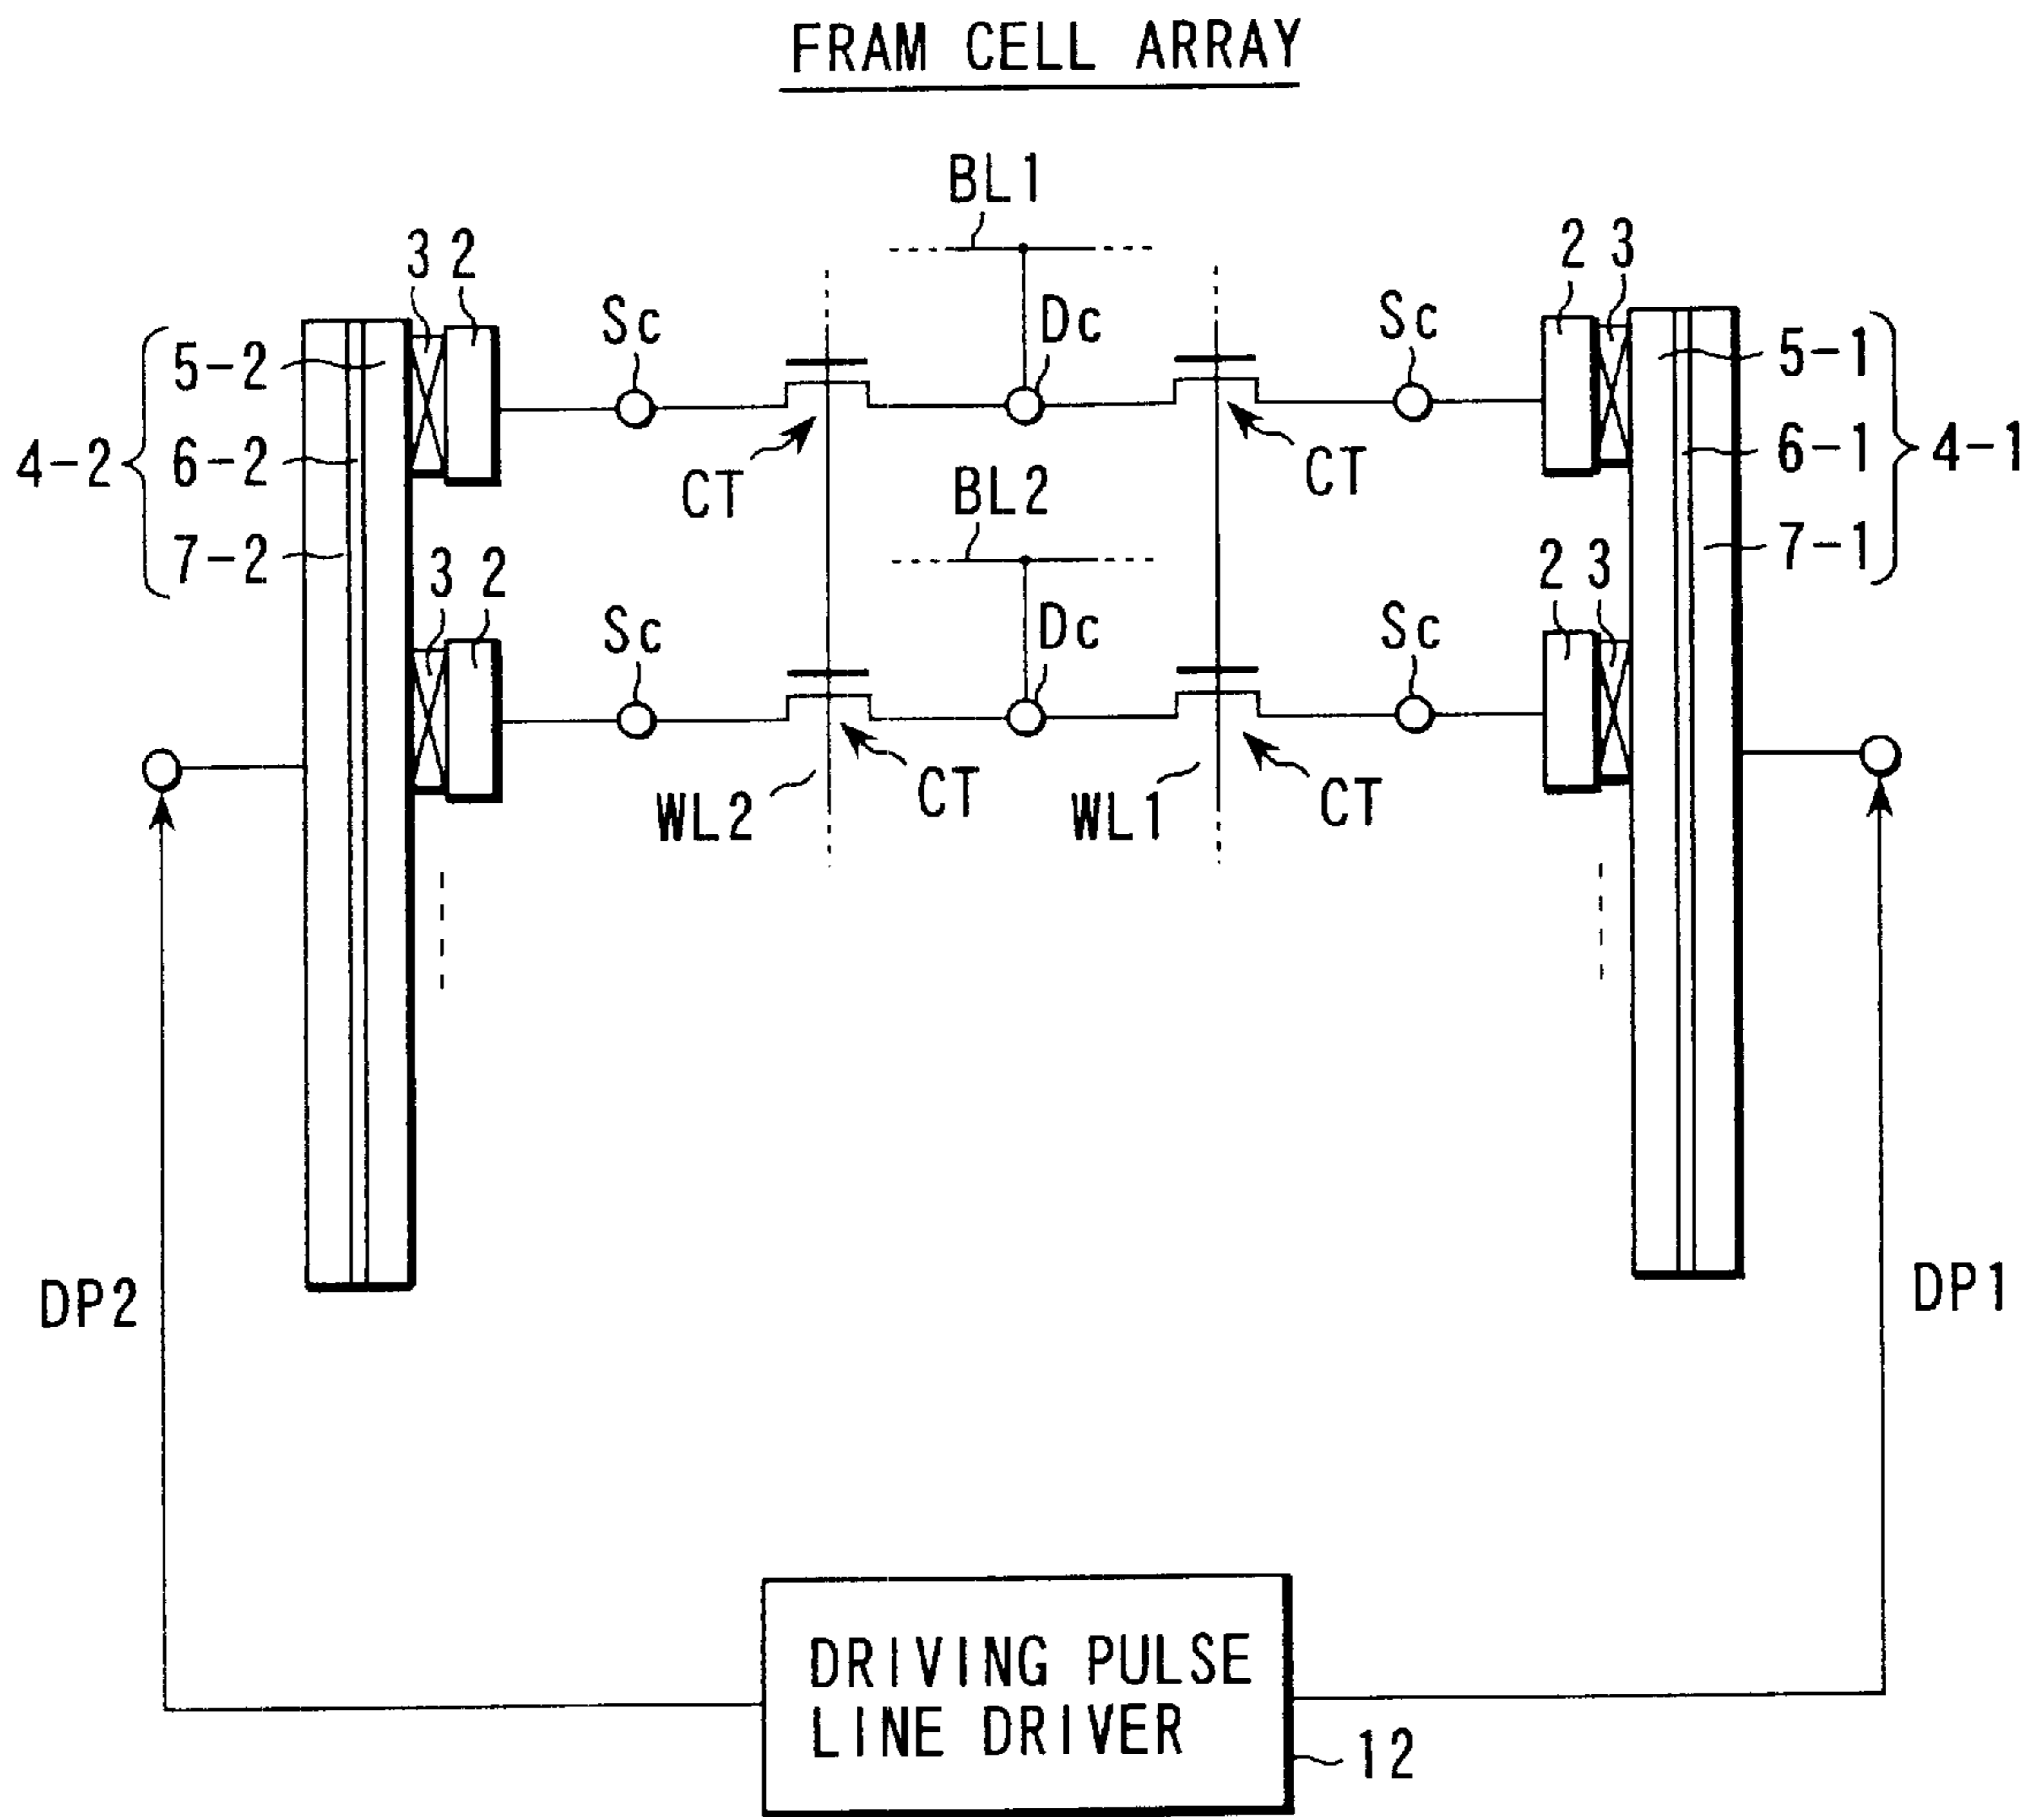 FRAM CELL ARRAY
BL1
3 2
2 3
Sc
Dc
Sc
5-2
5-1
4-2
6-2
6-1
4-1
CT
CT
BL2
7-2
7-1
3 2
2 3
Sc
Dc
Sc
WL2
CT
WL1
CT
DP2
DP1
DRIVING PULSE
LINE DRIVER
12